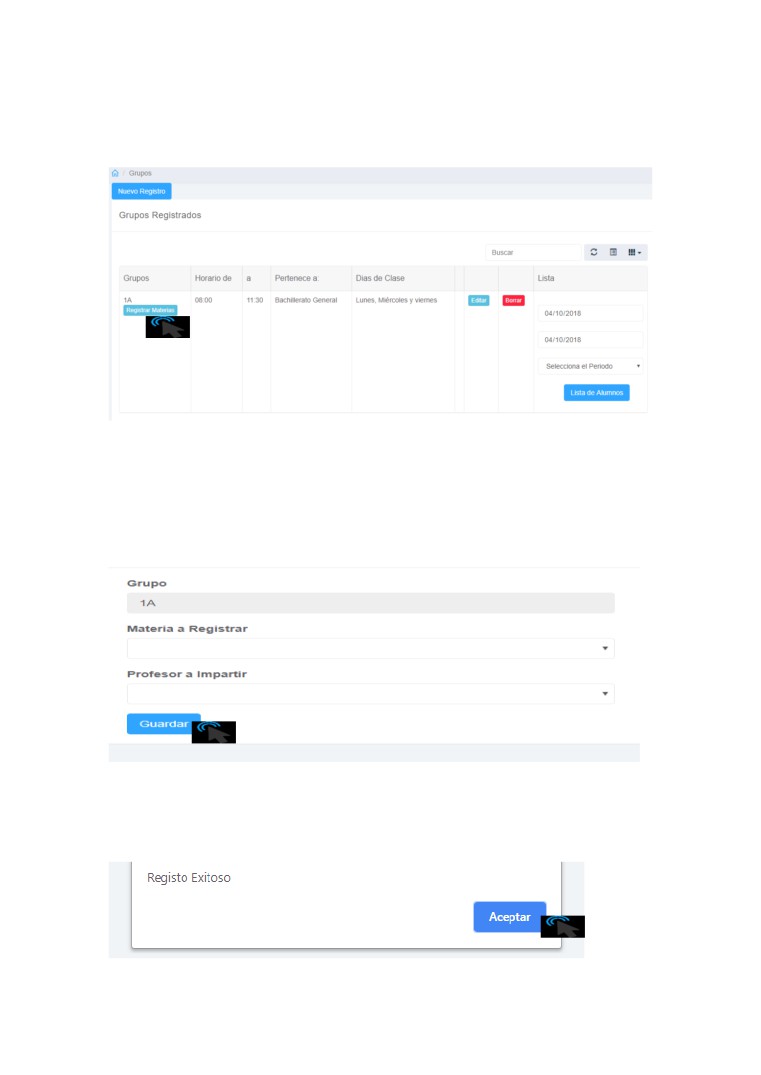 / Grupos
Nuevo Registro
Grupos Registrados
Buscar
Grupos Horario de a Pertenece a: Dias de Clase Lista
1A 08:00 11:30 Bachillerato General Lunes, Miércoles y viernes Editar Borrar
Registrar Materias
04/10/2018
04/10/2018
Selecciona el Periodo
Lista de Alumnos
Grupo
1A
Materia a Registrar
Profesor a Impartir
Guardar
Registo Exitoso
Aceptar